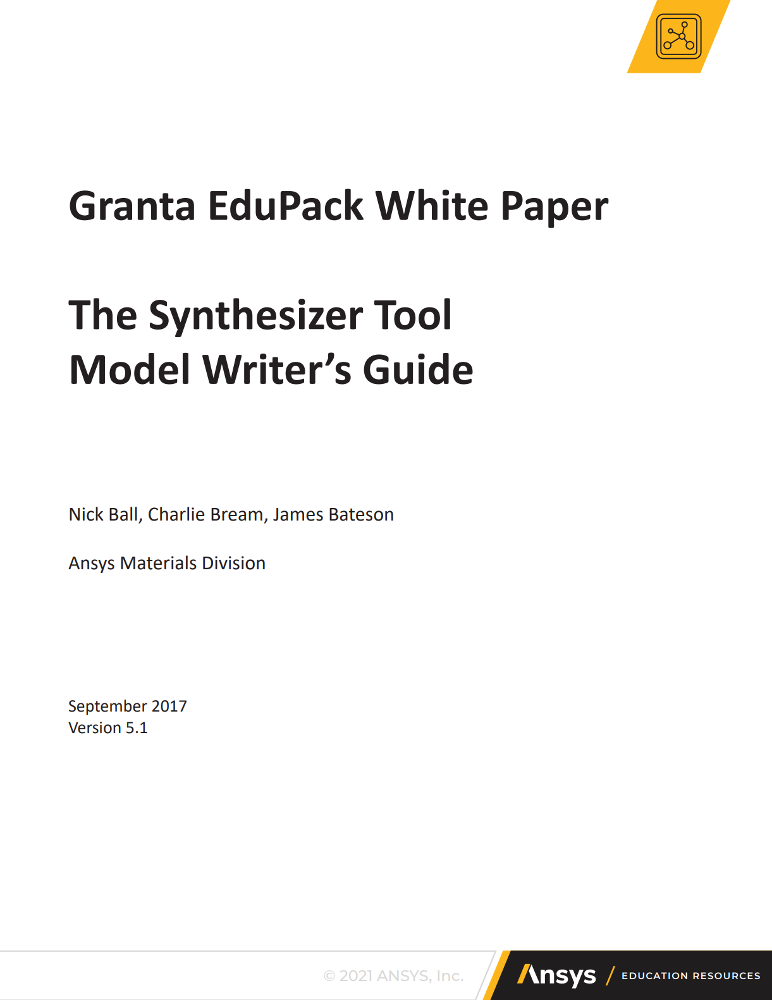 Granta EduPack White Paper
The Synthesizer Tool
Model Writer’s Guide
Nick Ball, Charlie Bream, James Bateson
Ansys Materials Division
September 2017
Version 5.1
© 2021 ANSYS, Inc.
Ansys / EDUCATION RESOURCES